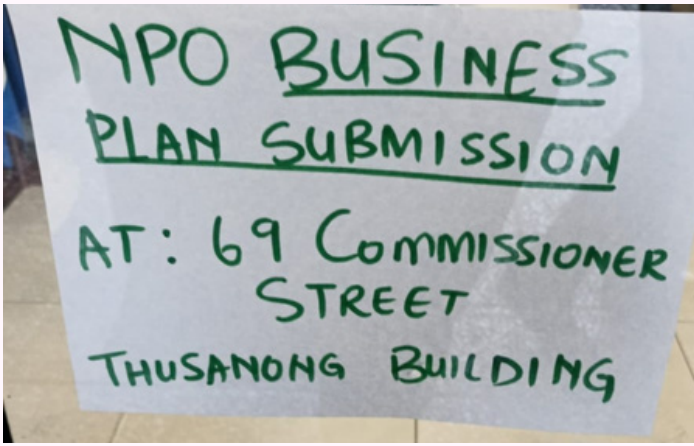 NPO BUSINESS
PLAN SUBMISSION
AT: 69 COMMISSIONER
STREET
THUSANONG BUILDING